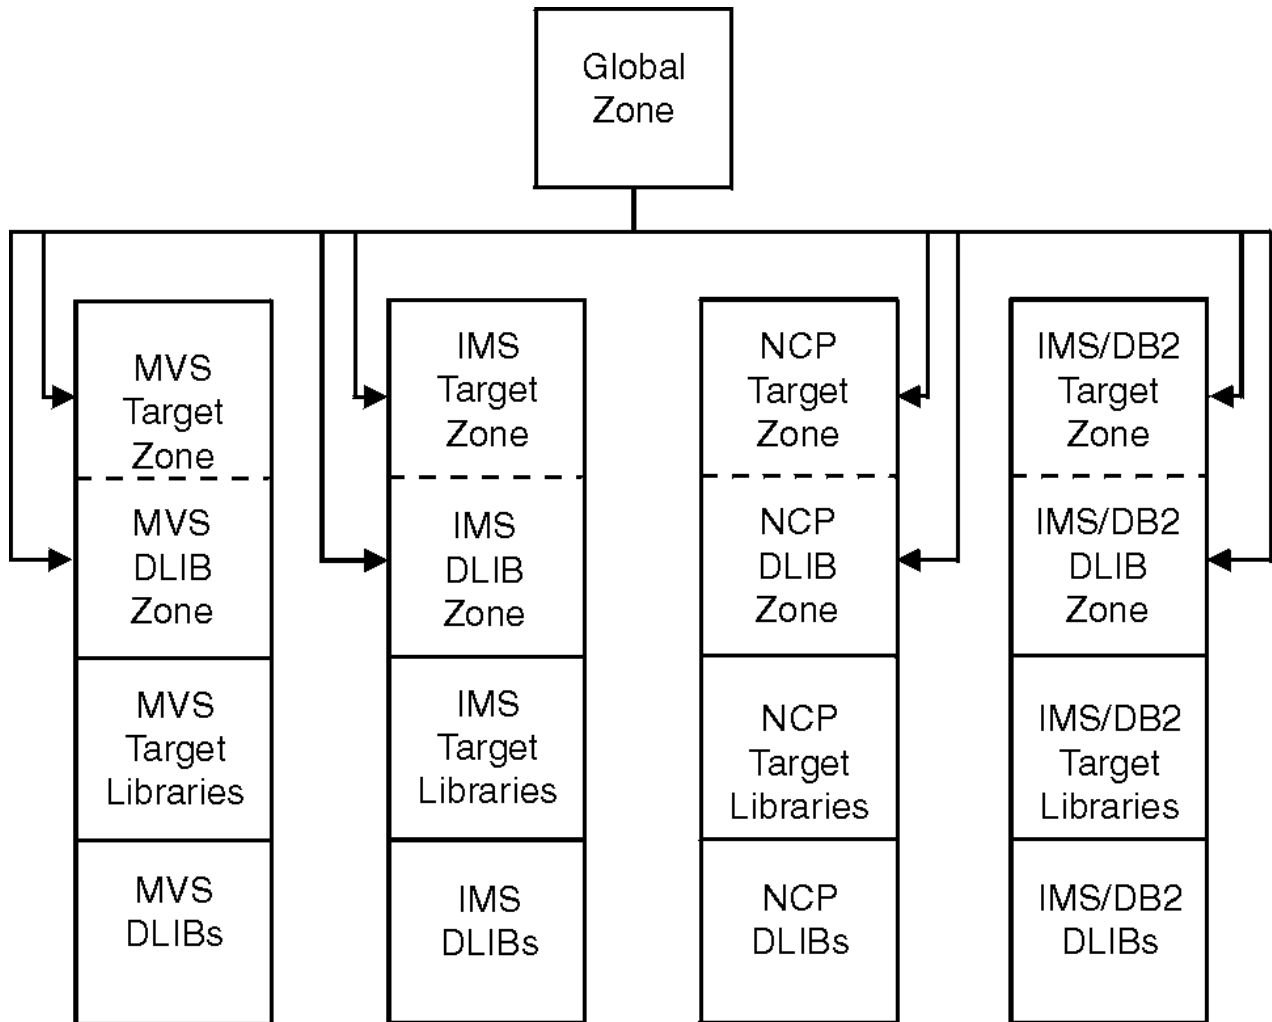 Global
Zone
MVS
Target
Zone
MVS
DLIB
Zone
MVS
Target
Libraries
MVS
DLIBs
IMS
Target
Zone
IMS
DLIB
Zone
IMS
Target
Libraries
IMS
DLIBs
NCP
Target
Zone
NCP
DLIB
Zone
NCP
Target
Libraries
NCP
DLIBs
IMS/DB2
Target
Zone
IMS/DB2
DLIB
Zone
IMS/DB2
Target
Libraries
IMS/DB2
DLIBs